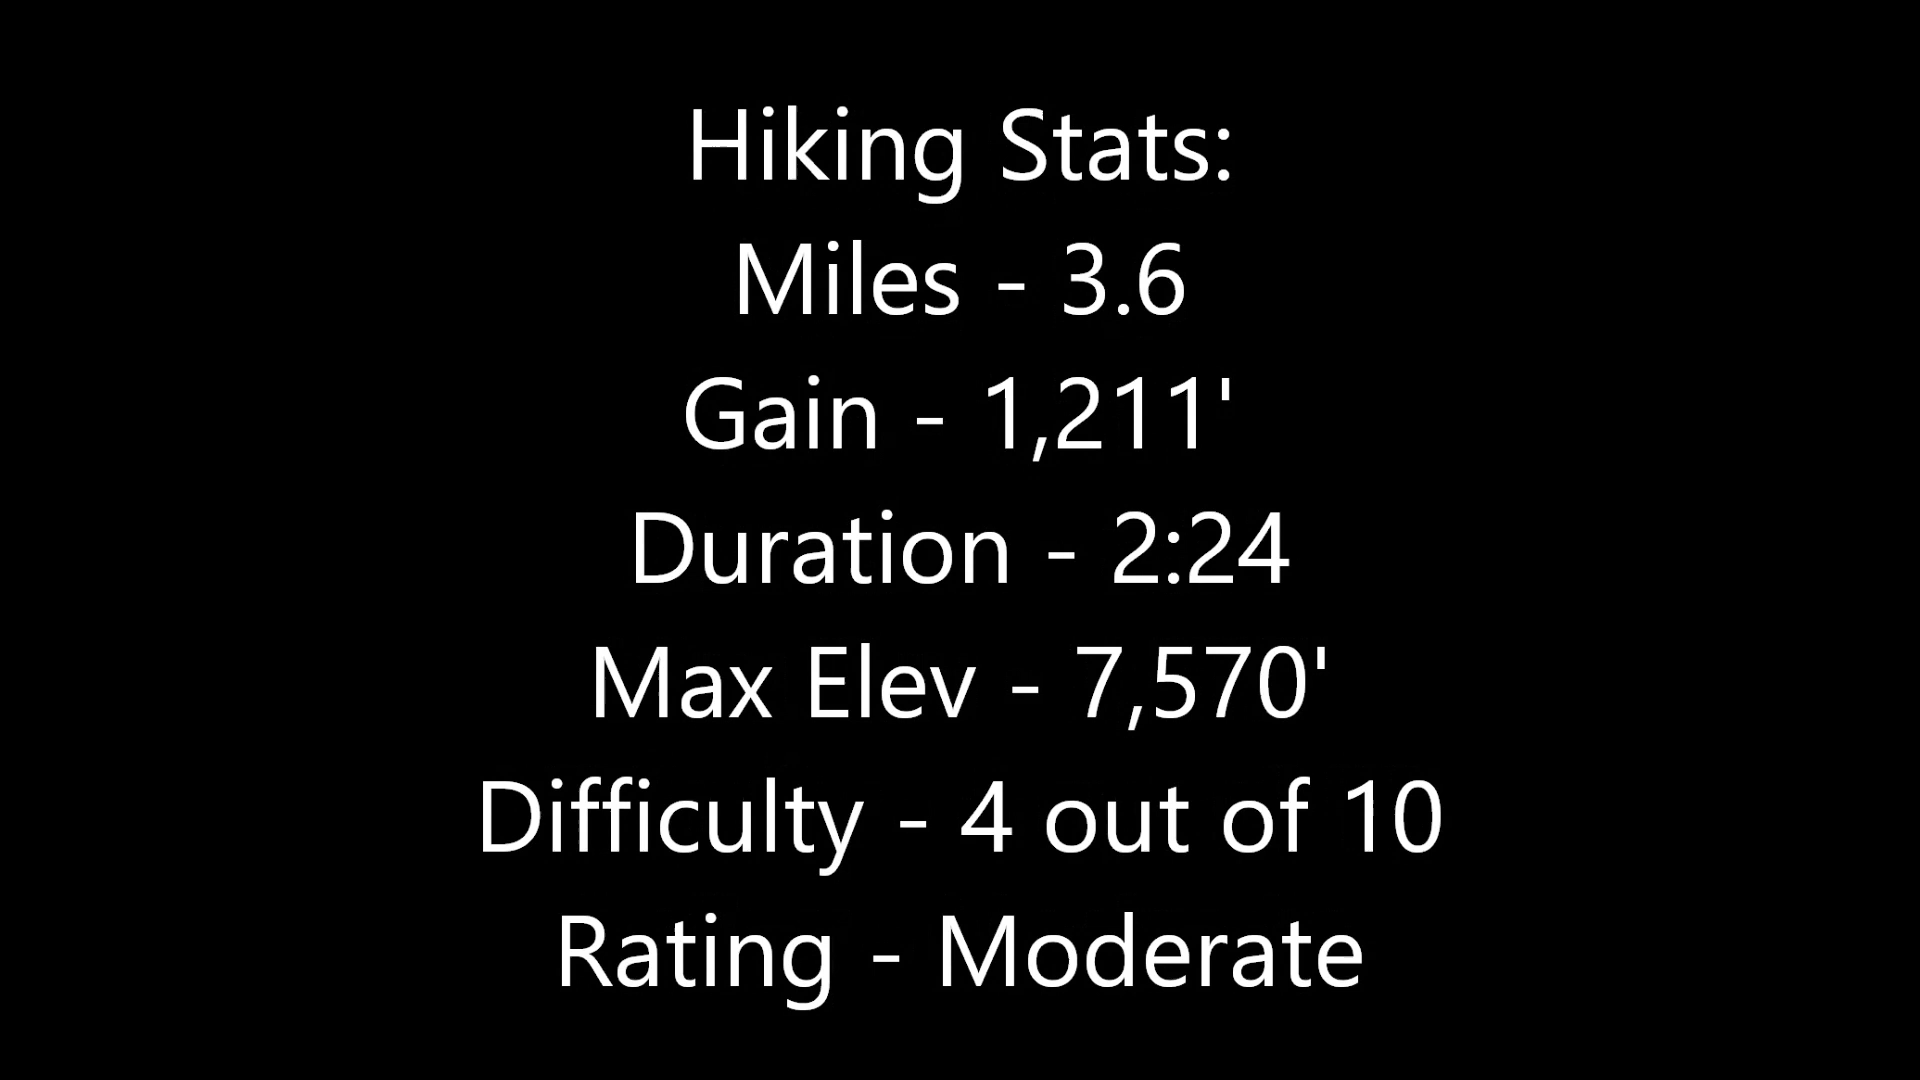 Hiking Stats:
Miles - 3.6
Gain - 1,211'
Duration - 2:24
Max Elev - 7,570'
Difficulty - 4 out of 10
Rating - Moderate